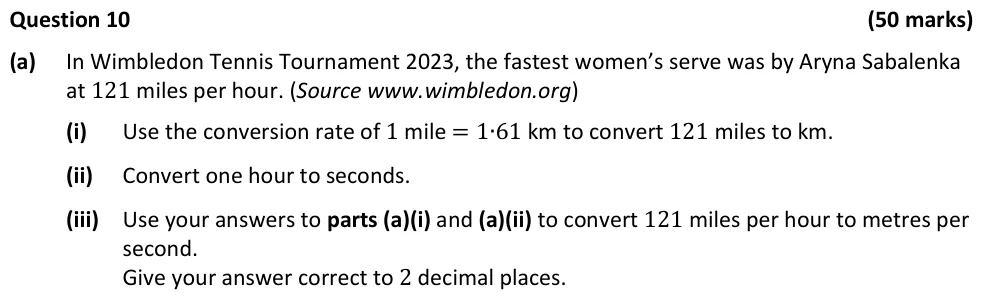 Question 10 (50 marks)
(a) In Wimbledon Tennis Tournament 2023, the fastest women’s serve was by Aryna Sabalenka
at 121 miles per hour. (Source www.wimbledon.org)
(i) Use the conversion rate of 1 mile = 1·61 km to convert 121 miles to km.
(ii) Convert one hour to seconds.
(iii) Use your answers to parts (a)(i) and (a)(ii) to convert 121 miles per hour to metres per
second.
Give your answer correct to 2 decimal places.